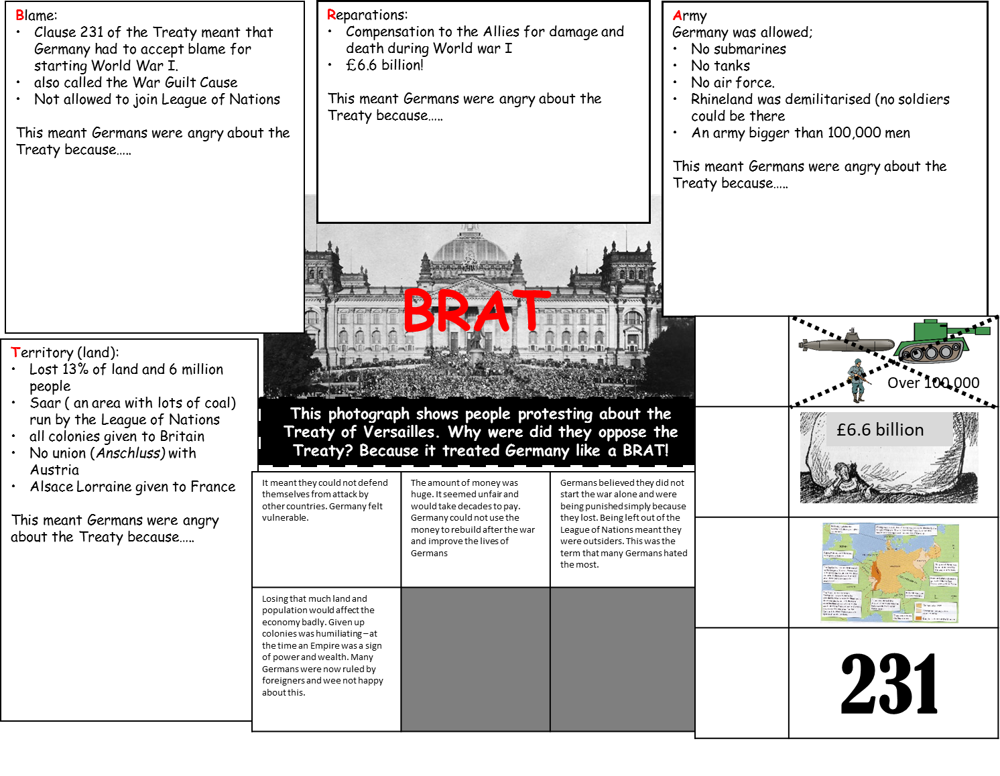 Blame:
• Clause 231 of the Treaty meant that
Germany had to accept blame for
starting World War I.
• also called the War Guilt Cause
• Not allowed to join League of Nations
This meant Germans were angry about the
Treaty because.....
Reparations:
• Compensation to the Allies for damage and
death during World war I
• £6.6 billion!
This meant Germans were angry about the
Treaty because.....
Army
Germany was allowed;
• No submarines
• No tanks
• No air force.
• Rhineland was demilitarised (no soldiers
could be there
• An army bigger than 100,000 men
This meant Germans were angry about the
Treaty because.....
BRAT
This photograph shows people protesting about the
Treaty of Versailles. Why were did they oppose the
Treaty? Because it treated Germany like a BRAT!
Territory (land):
• Lost 13% of land and 6 million
people
• Saar ( an area with lots of coal)
run by the League of Nations
• all colonies given to Britain
• No union (Anschluss) with
Austria
• Alsace Lorraine given to France
This meant Germans were angry
about the Treaty because.....
It meant they could not defend
themselves from attack by
other countries. Germany felt
vulnerable.
The amount of money was
huge. It seemed unfair and
would take decades to pay.
Germany could not use the
money to rebuild after the war
and improve the lives of
Germans
Germans believed they did not
start the war alone and were
being punished simply because
they lost. Being left out of the
League of Nations meant they
were outsiders. This was the
term that many Germans hated
the most.
Losing that much land and
population would affect the
economy badly. Given up
colonies was humiliating – at
the time an Empire was a sign
of power and wealth. Many
Germans were now ruled by
foreigners and wee not happy
about this.
Over 100,000
£6.6 billion
231